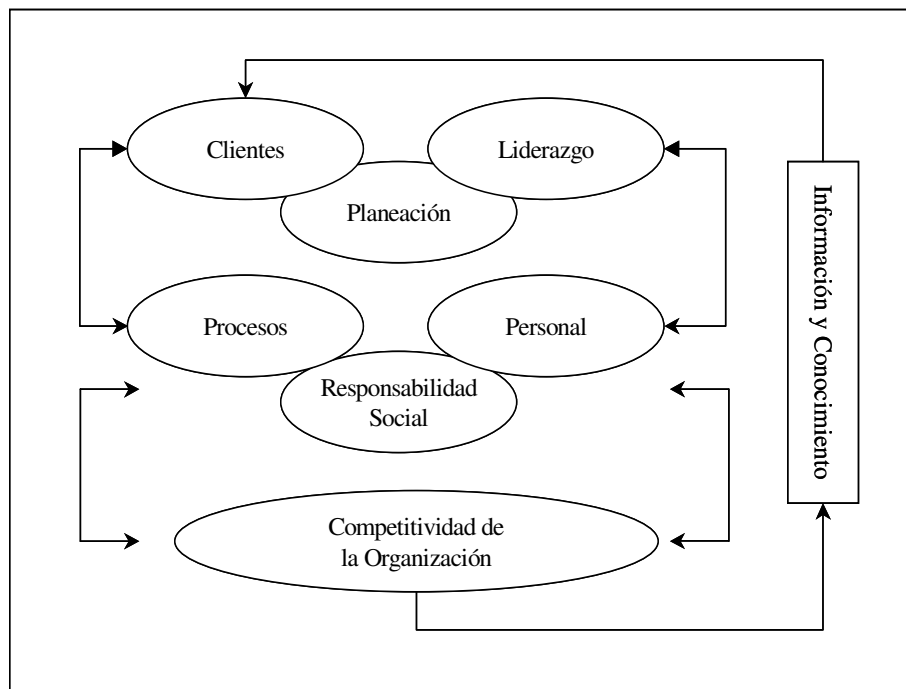 Clientes
Liderazgo
Planeación
Procesos
Personal
Responsabilidad
Social
Competitividad de
la Organización
Información y Conocimiento